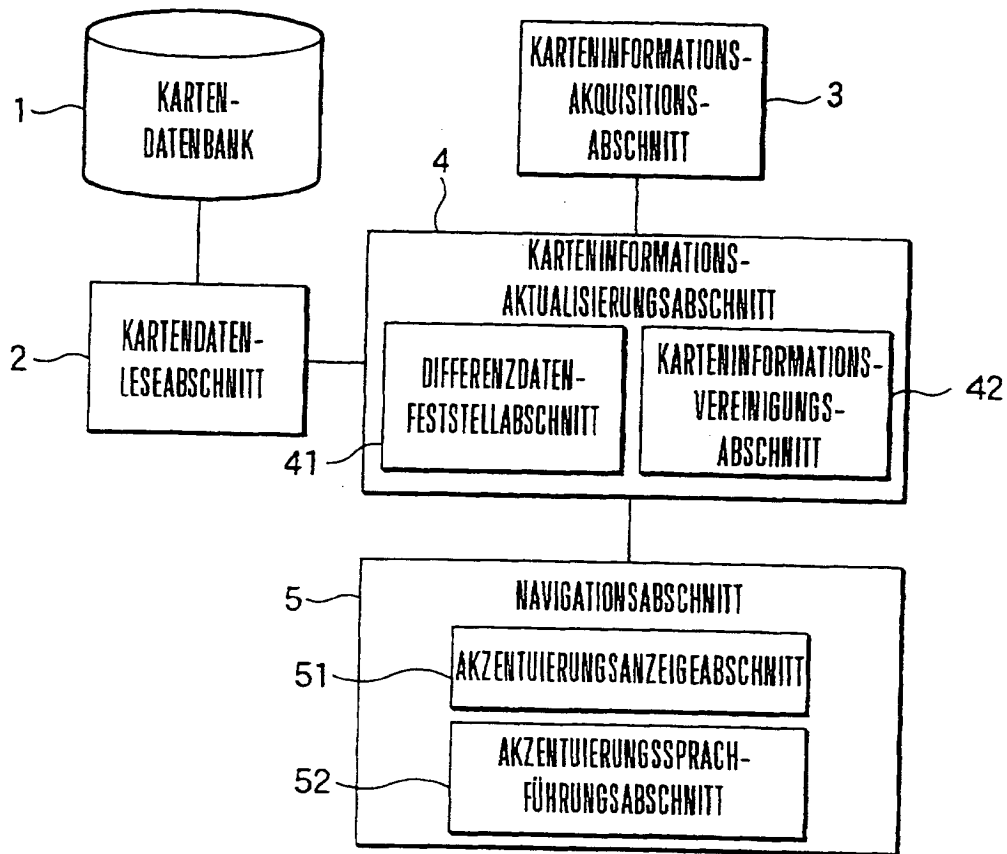 1
KARTEN-
DATENBANK
KARTENINFORMATIONS-
AKQUISITIONS-
ABSCHNITT
3
4
2
KARTENDATEN-
LESEABSCHNITT
KARTENINFORMATIONS-
AKTUALISIERUNGSABSCHNITT
DIFFERENZDATEN-
FESTSTELLABSCHNITT
41
KARTENINFORMATIONS-
VEREINIGUNGS-
ABSCHNITT
42
5
NAVIGATIONSABSCHNITT
51
AKZENTUIERUNGSANZEIGEABSCHNITT
52
AKZENTUIERUNGSSPRACH-
FÜHRUNGSABSCHNITT